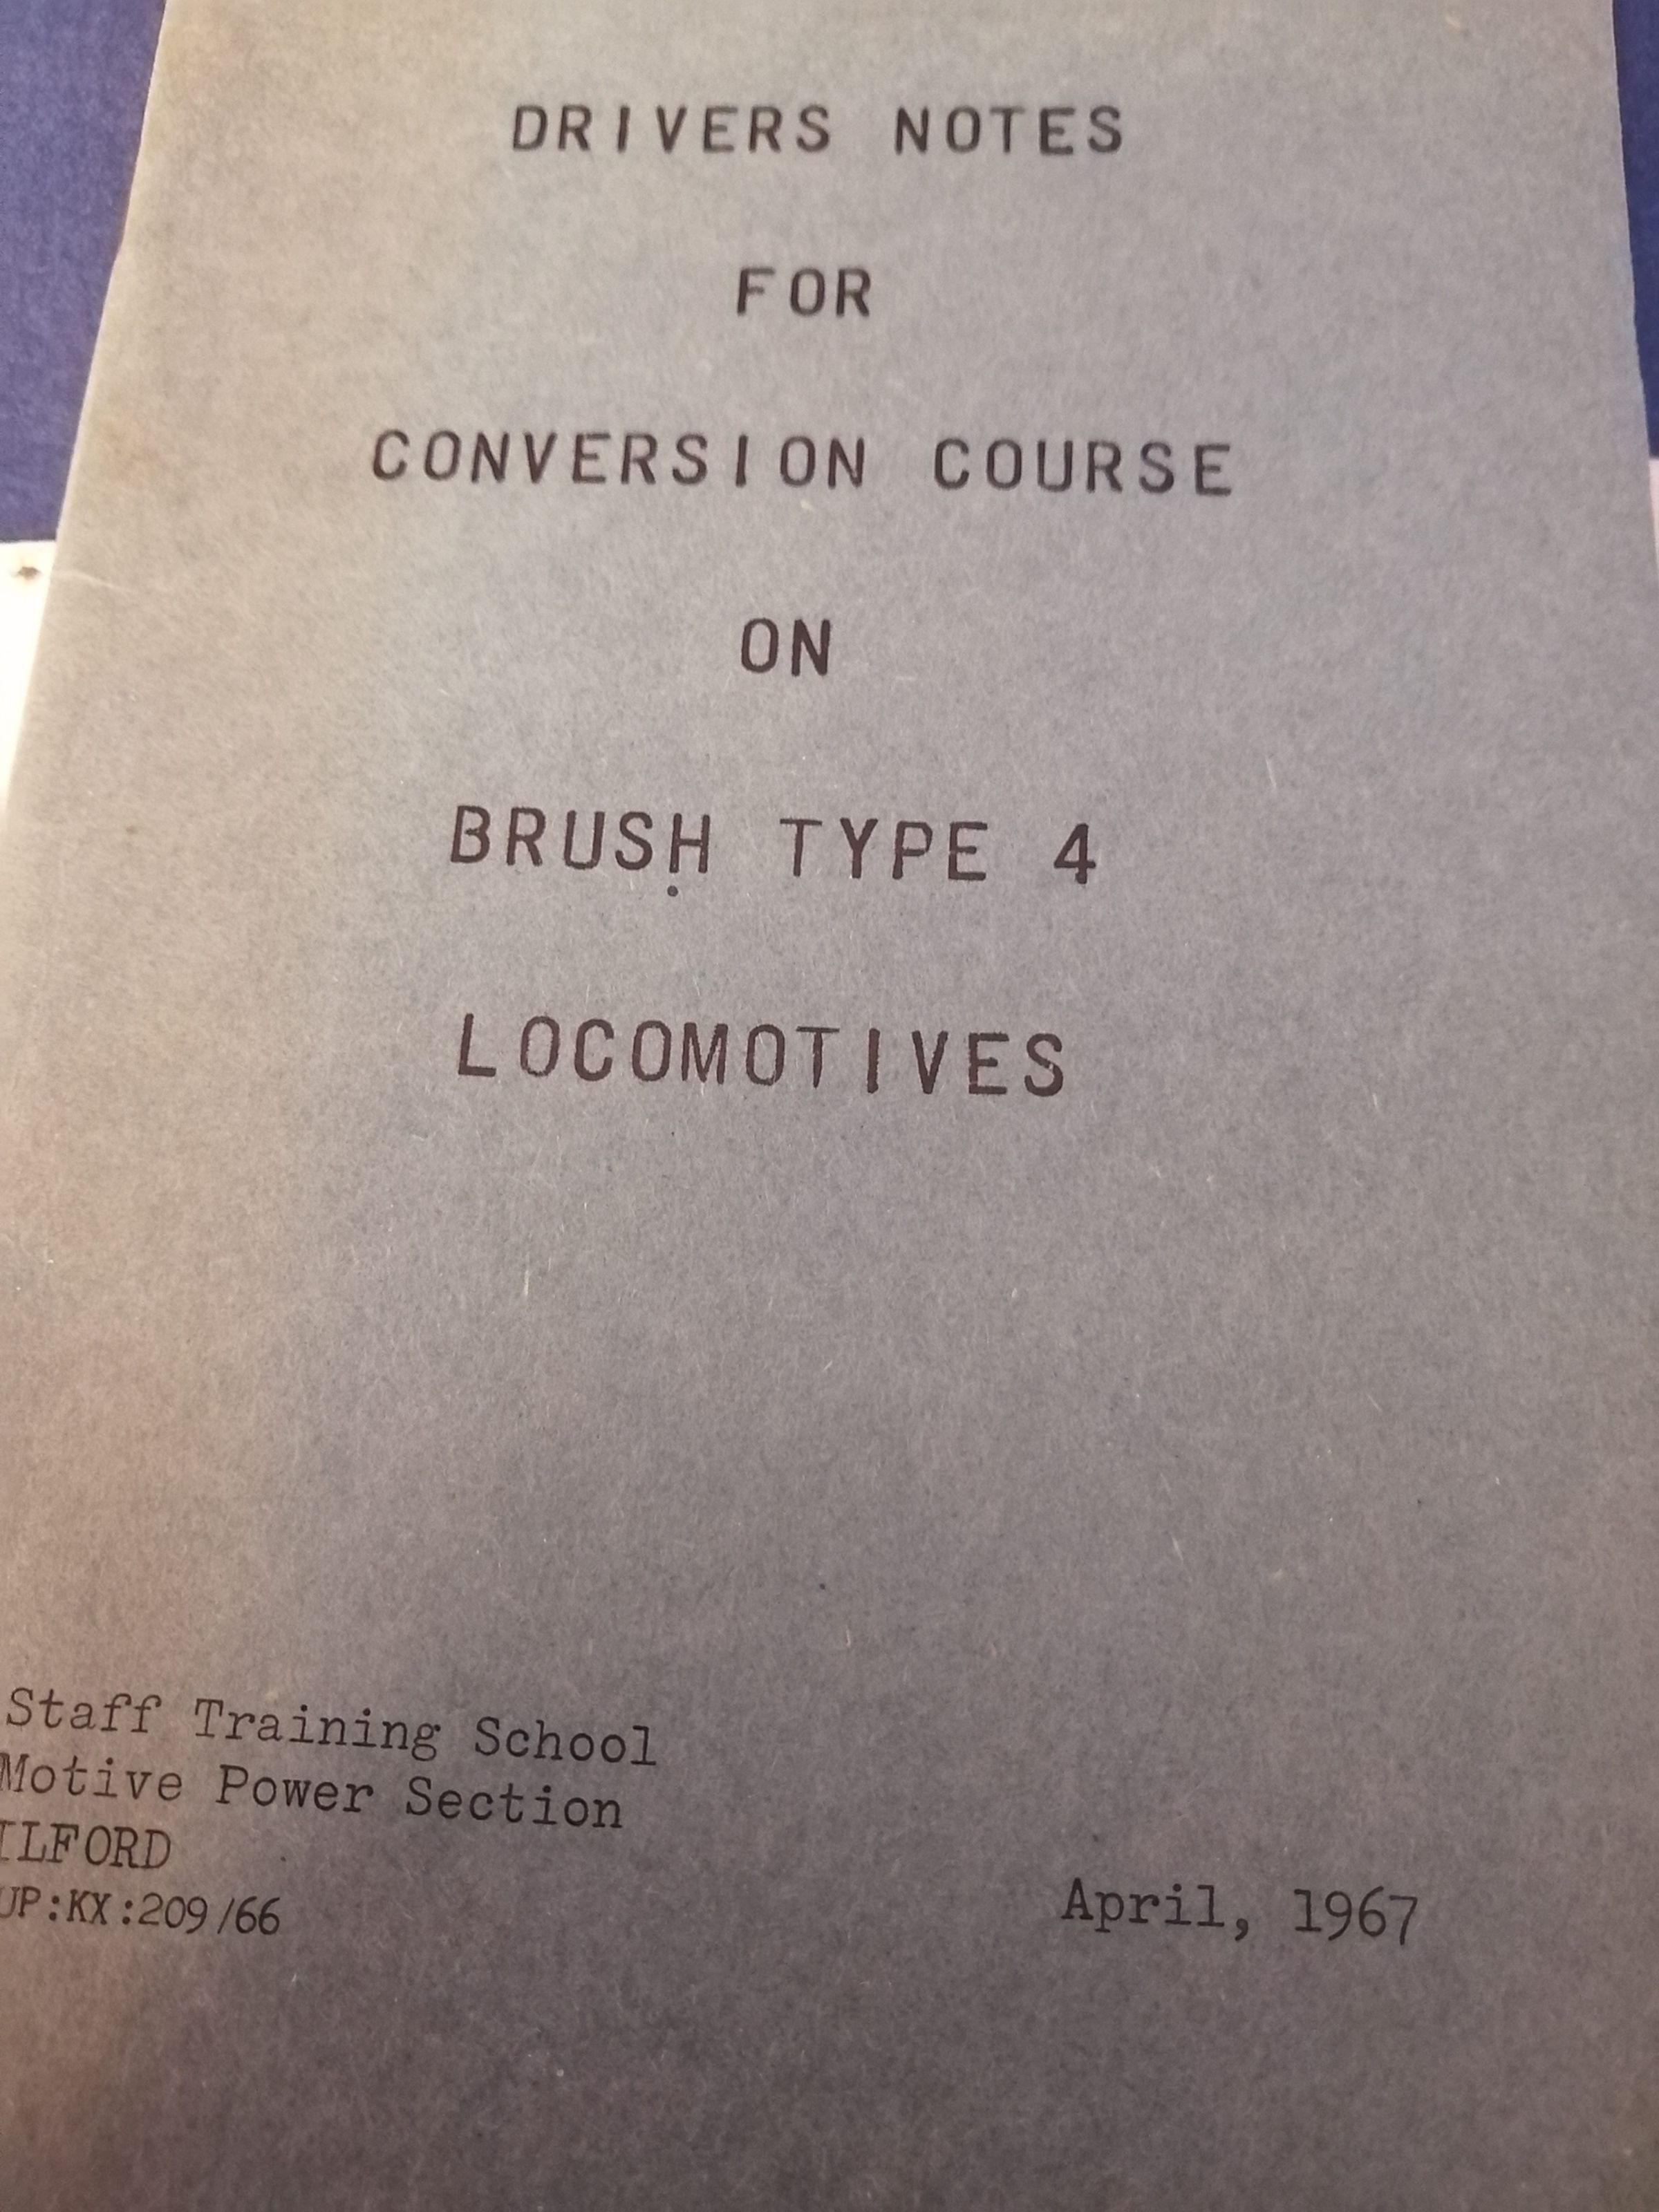 DRIVERS NOTES
FOR
CONVERSION COURSE
ON
BRUSH TYPE 4
LOCOMOTIVES
Staff Training School
Motive Power Section
ILFORD
UP:KX:209/66
April, 1967